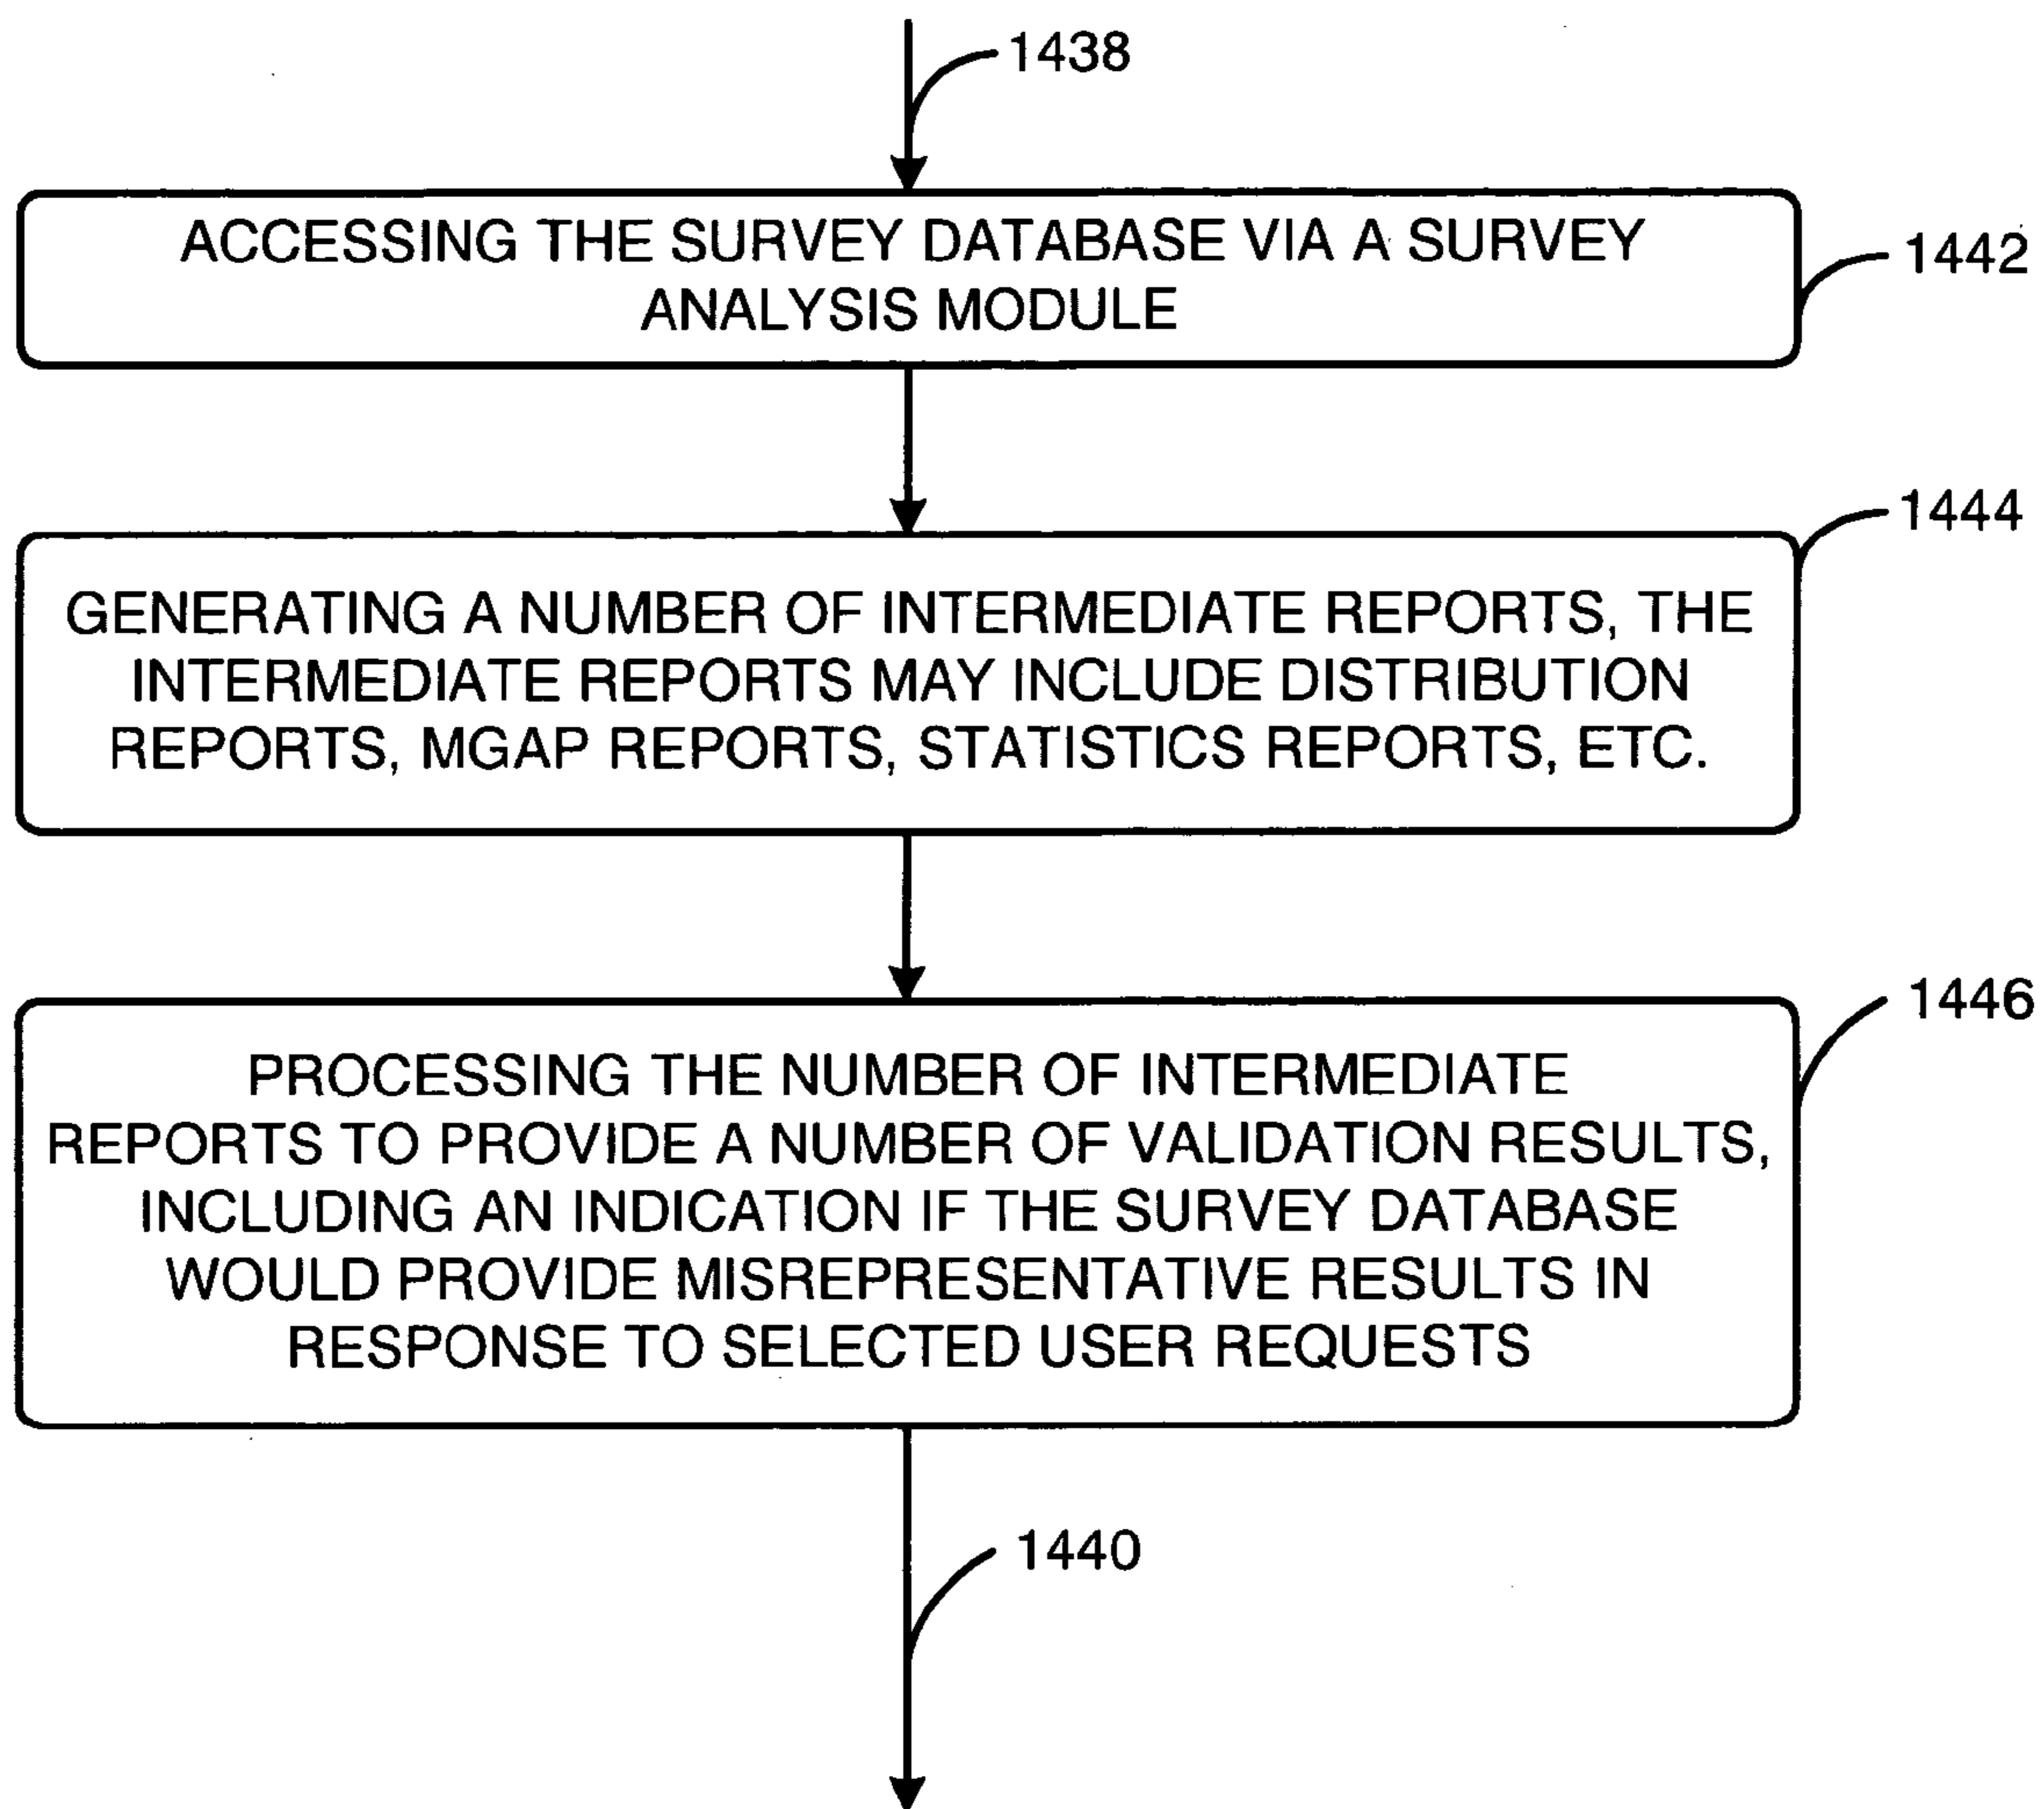 1438
ACCESSING THE SURVEY DATABASE VIA A SURVEY
ANALYSIS MODULE
1442
1444
GENERATING A NUMBER OF INTERMEDIATE REPORTS, THE
INTERMEDIATE REPORTS MAY INCLUDE DISTRIBUTION
REPORTS, MGAP REPORTS, STATISTICS REPORTS, ETC.
1446
PROCESSING THE NUMBER OF INTERMEDIATE
REPORTS TO PROVIDE A NUMBER OF VALIDATION RESULTS,
INCLUDING AN INDICATION IF THE SURVEY DATABASE
WOULD PROVIDE MISREPRESENTATIVE RESULTS IN
RESPONSE TO SELECTED USER REQUESTS
1440